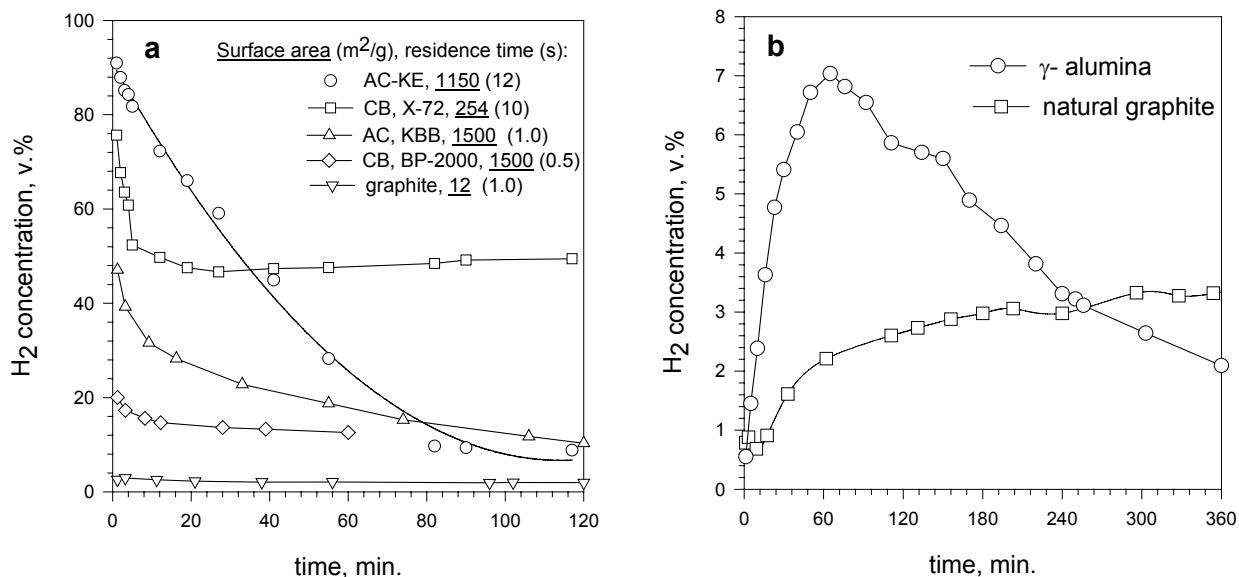 a
Surface area (m2/g), residence time (s):
AC-KE, 1150 (12)
CB, X-72, 254 (10)
AC, KBB, 1500 (1.0)
CB, BP-2000, 1500 (0.5)
graphite, 12 (1.0)
H2 concentration, v.%
100
80
60
40
20
0
0 20 40 60 80 100 120
time, min.
b
γ- alumina
natural graphite
H2 concentration, v.%
8
7
6
5
4
3
2
1
0
0 60 120 180 240 300 360
time, min.